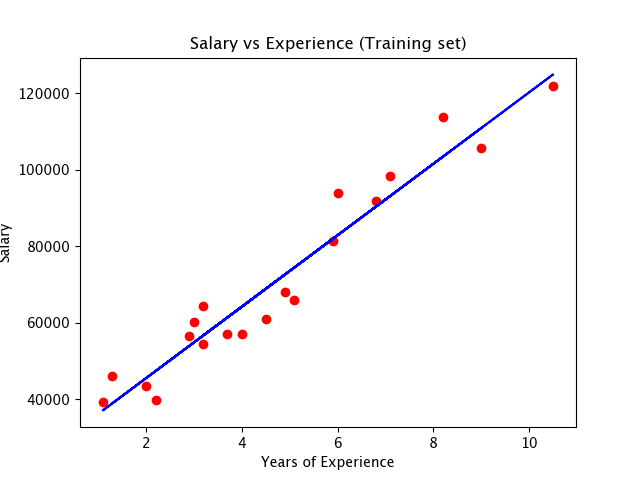 Salary vs Experience (Training set)
120000
100000
80000
60000
40000
Salary
2 4 6 8 10
Years of Experience